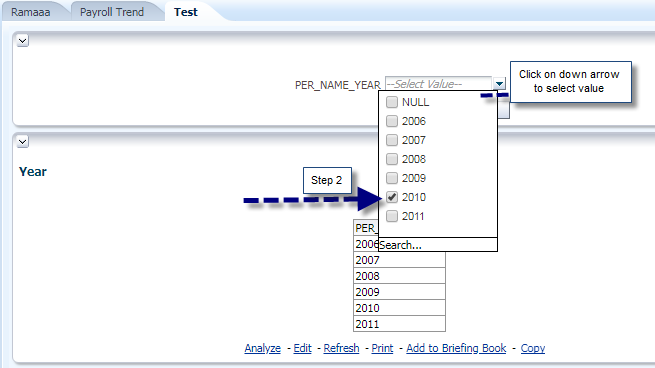 Ramaaa Payroll Trend Test
PER_NAME_YEAR --Select Value--
Click on down arrow
to select value
NULL
2006
2007
2008
2009
2010
2011
Search...
Step 2
Year
PER_
2006
2007
2008
2009
2010
2011
Analyze - Edit - Refresh - Print - Add to Briefing Book - Copy